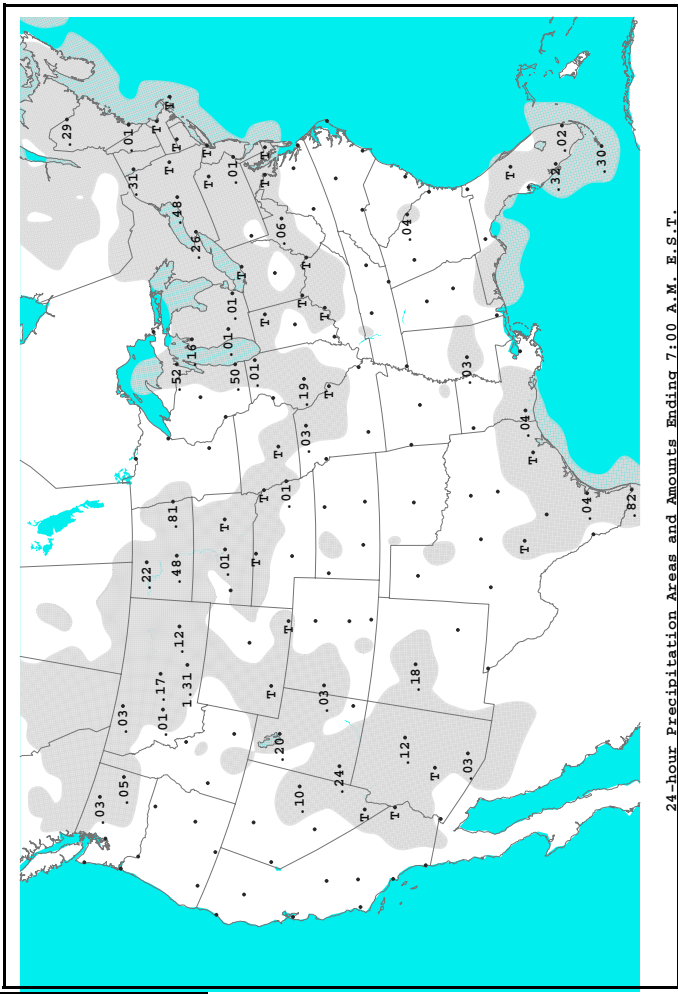 .29
.03
.05
.03
.01
.31
.22
T
.17
.01
T
T
.81
.52
.48
.48
T
.12
1.31
.16
.26
T
T
T
.01
.01
.01
.01
.50
T
.01
T
T
T
T
T
T
T
.20
.06
.01
T
.10
T
.19
.03
T
.03
T
T
.24
T
T
.12
.04
.18
T
.03
.03
T
T
.04
T
.32
.02
.04
.30
.82
24-hour Precipitation Areas and Amounts Ending 7:00 A.M. E.S.T.